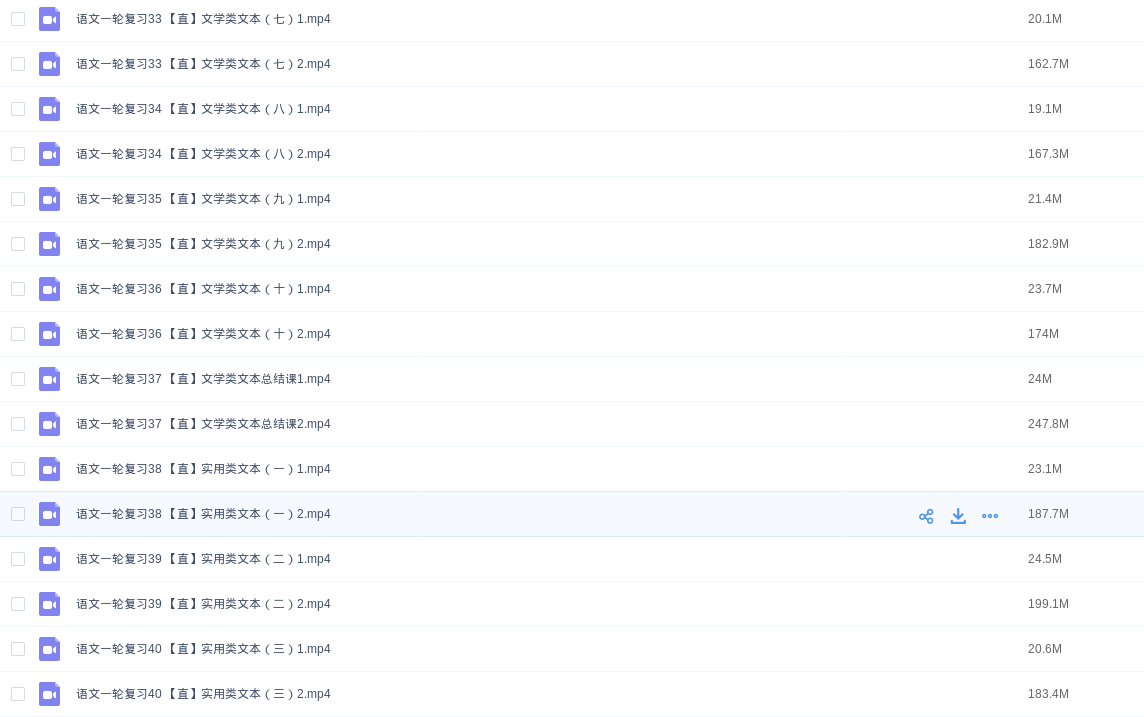 语文一轮复习33 【直】文学类文本（七）1.mp4 20.1M
语文一轮复习33 【直】文学类文本（七）2.mp4 162.7M
语文一轮复习34 【直】文学类文本（八）1.mp4 19.1M
语文一轮复习34 【直】文学类文本（八）2.mp4 167.3M
语文一轮复习35 【直】文学类文本（九）1.mp4 21.4M
语文一轮复习35 【直】文学类文本（九）2.mp4 182.9M
语文一轮复习36 【直】文学类文本（十）1.mp4 23.7M
语文一轮复习36 【直】文学类文本（十）2.mp4 174M
语文一轮复习37 【直】文学类文本总结课1.mp4 24M
语文一轮复习37 【直】文学类文本总结课2.mp4 247.8M
语文一轮复习38 【直】实用类文本（一）1.mp4 23.1M
语文一轮复习38 【直】实用类文本（一）2.mp4 187.7M
语文一轮复习39 【直】实用类文本（二）1.mp4 24.5M
语文一轮复习39 【直】实用类文本（二）2.mp4 199.1M
语文一轮复习40 【直】实用类文本（三）1.mp4 20.6M
语文一轮复习40 【直】实用类文本（三）2.mp4 183.4M